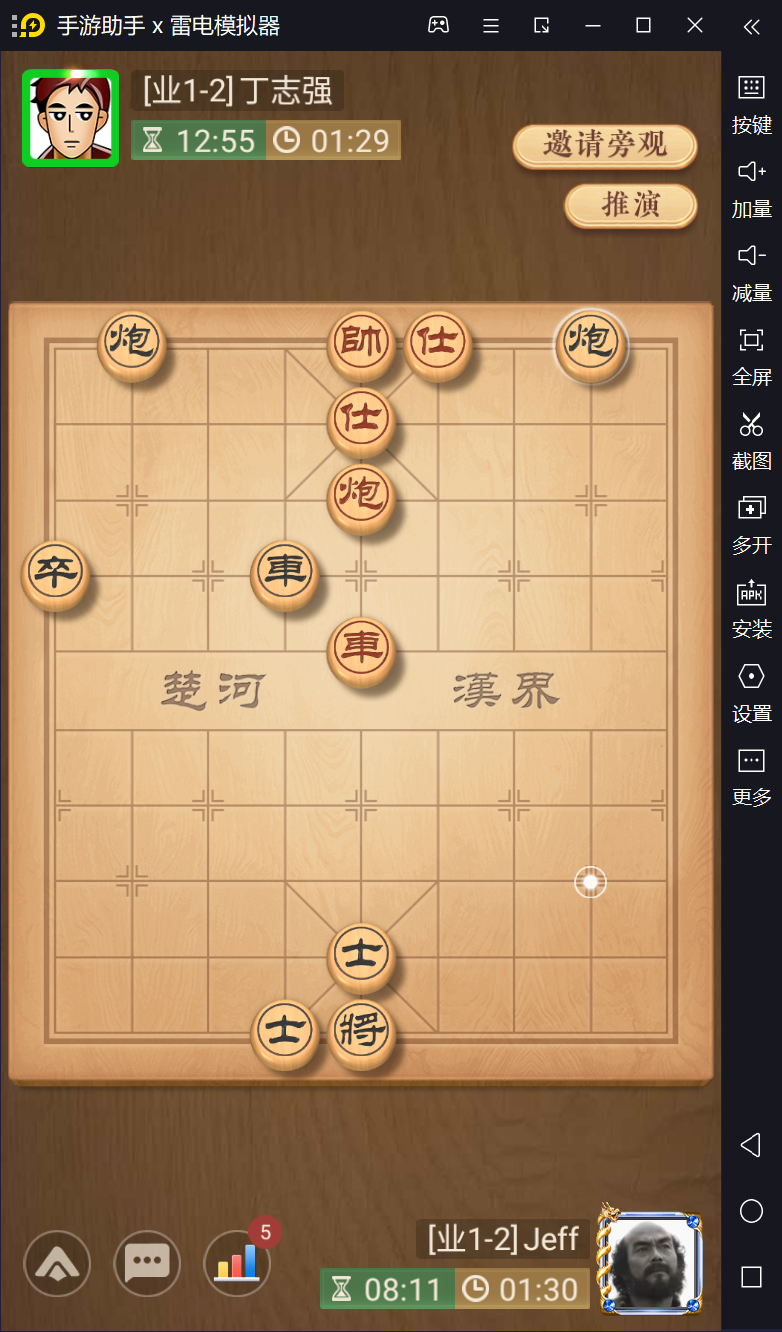 手游助手 x 雷电模拟器
[业1-2]丁志强
12:55 01:29
邀请旁观
推演
按键
加量
减量
全屏
截图
多开
APK
安装
设置
更多
炮 帥 仕 炮
仕
炮
卒 車
車
楚河 漢界
士
士 將
5
[业1-2]Jeff
08:11 01:30